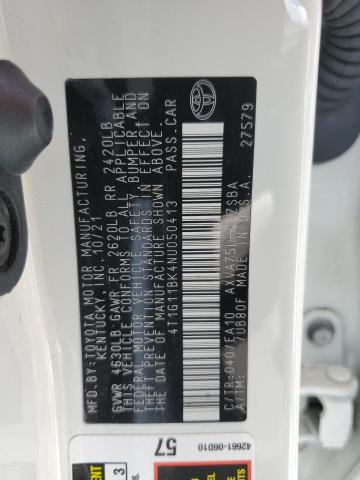 MFD BY: TOYOTA MOTOR MANUFACTURING,
KENTUCKY, INC. 10/21
GVWR 4630LB GAWR FR 2620LB RR 2420LB
THIS VEHICLE CONFORMS TO ALL APPLICABLE
FEDERAL MOTOR VEHICLE SAFETY, BUMPER, AND
THEFT PREVENTION STANDARDS IN EFFECT ON
THE DATE OF MANUFACTURE SHOWN ABOVE.
4T1G11BK4NU050413 PASS.CAR
C/TR:
A/TM: MADE IN U.S.A.
27579
42661-06D10
57
3